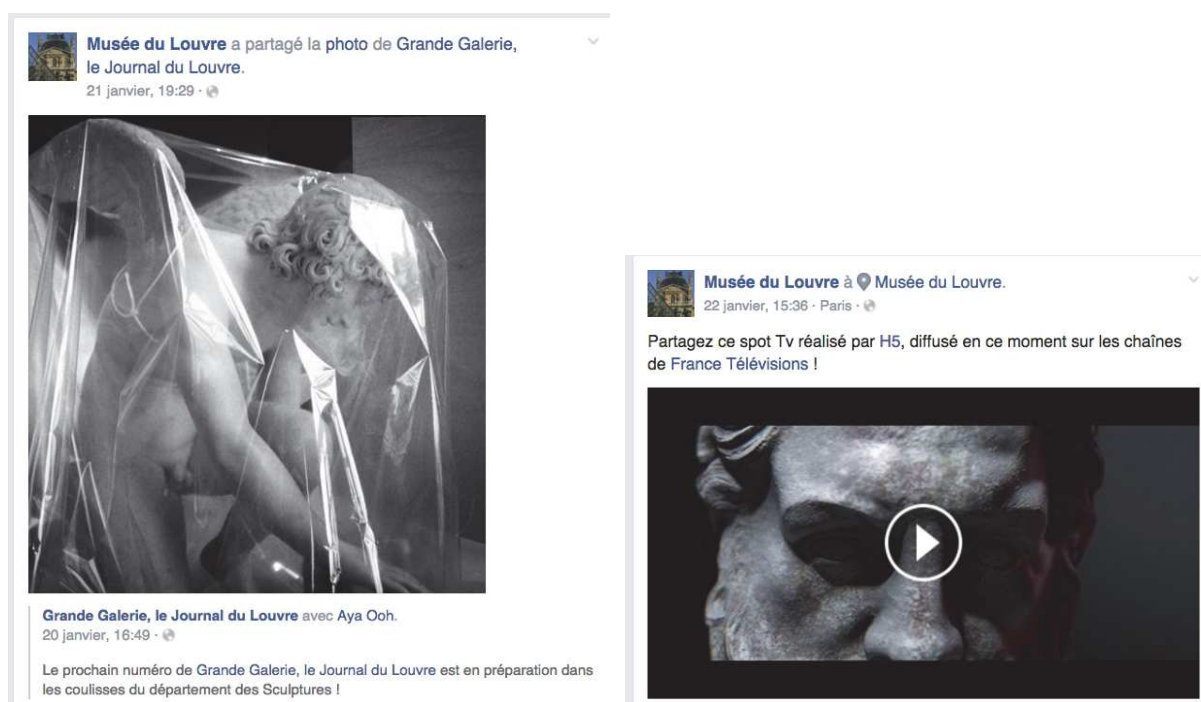 Musée du Louvre a partagé la photo de Grande Galerie,
le Journal du Louvre.
21 janvier, 19:29 ·
Grande Galerie, le Journal du Louvre avec Aya Ooh.
20 janvier, 16:49 ·
Le prochain numéro de Grande Galerie, le Journal du Louvre est en préparation dans
les coulisses du département des Sculptures !
Musée du Louvre à Musée du Louvre.
22 janvier, 15:36 · Paris ·
Partagez ce spot Tv réalisé par H5, diffusé en ce moment sur les chaînes
de France Télévisions !